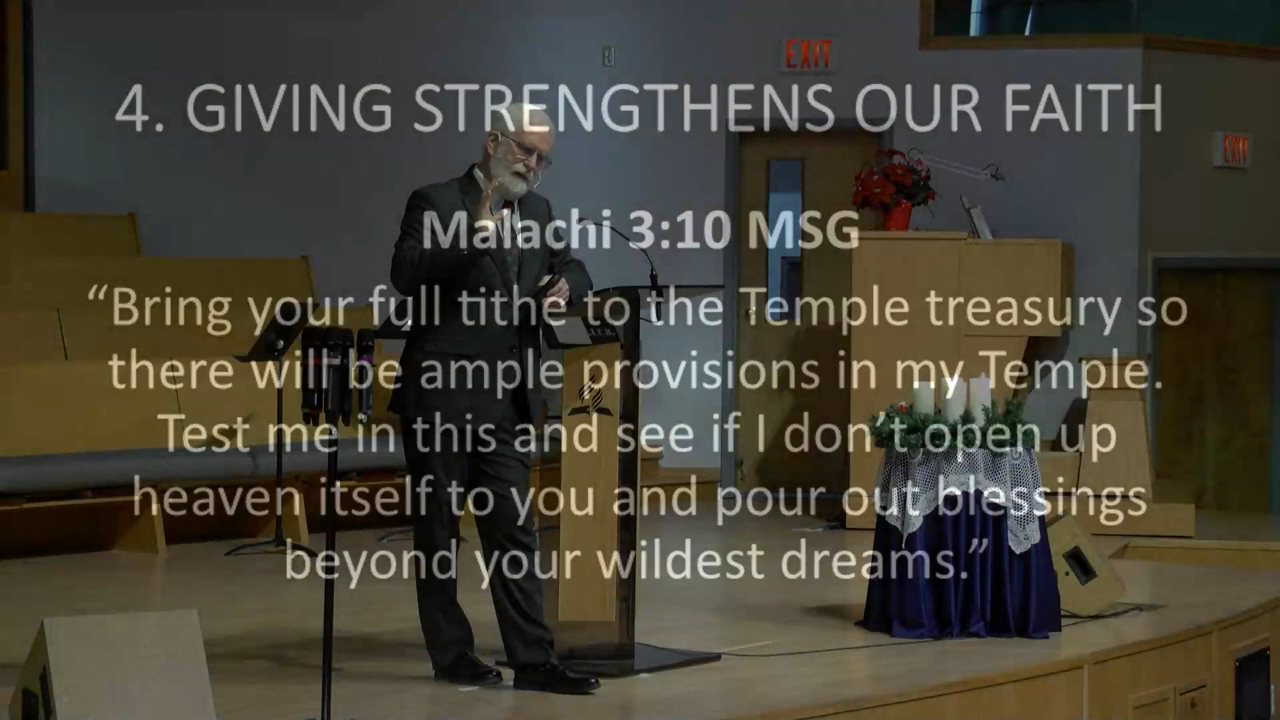 EXIT
4. GIVING STRENGTHENS OUR FAITH
EXIT
Malachi 3:10 MSG
“Bring your full tithe to the Temple treasury so
there will be ample provisions in my Temple.
Test me in this and see if I don’t open up
heaven itself to you and pour out blessings
beyond your wildest dreams.”